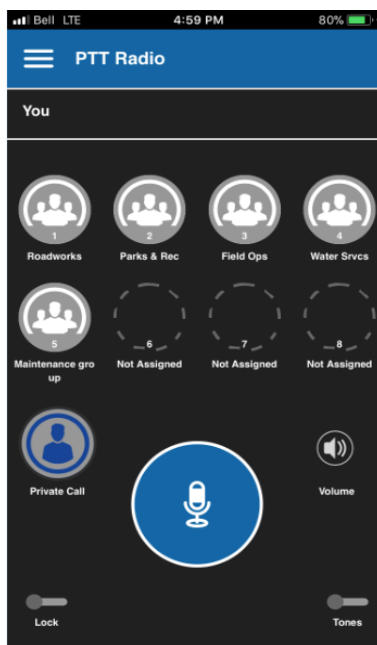 Bell LTE 4:59 PM 80%
PTT Radio
You
1 2 3 4
Roadworks Parks & Rec Field Ops Water Srvcs
5 6 7 8
Maintenance gro Not Assigned Not Assigned Not Assigned
up
Private Call Volume
Lock Tones